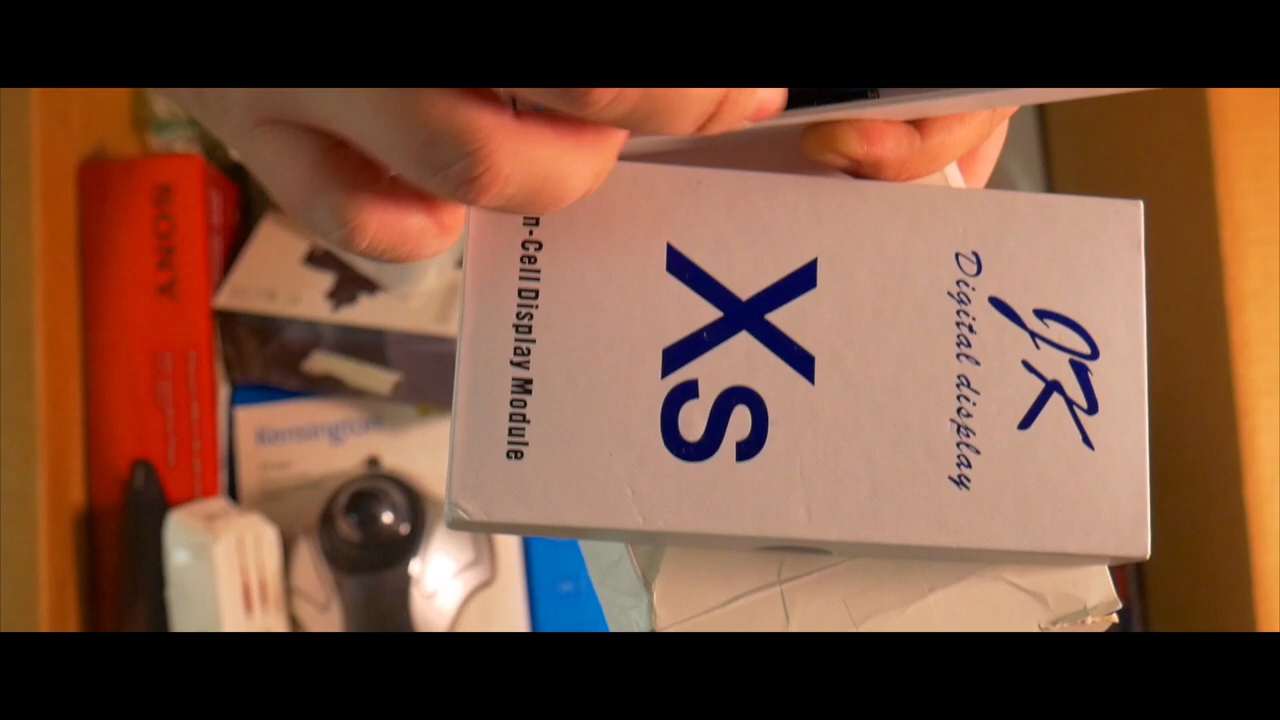 JK
Digital display
Xs
n-Cell Display Module
SONY
Kensington